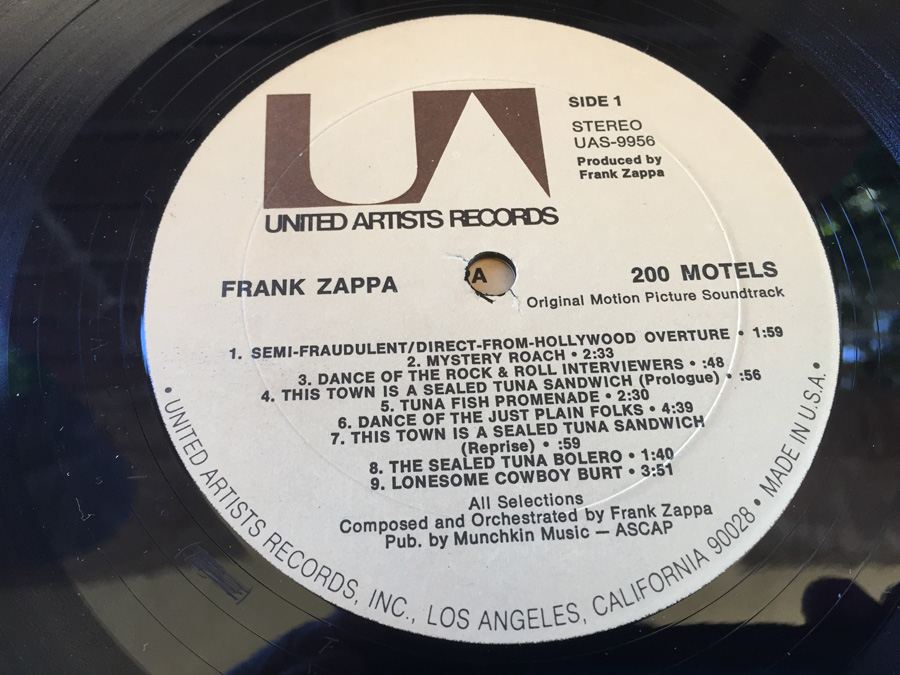 UA
UNITED ARTISTS RECORDS
SIDE 1
STEREO
UAS-9956
Produced by
Frank Zappa
FRANK ZAPPA
A
200 MOTELS
Original Motion Picture Soundtrack
1. SEMI-FRAUDULENT/DIRECT-FROM-HOLLYWOOD OVERTURE • 1:59
2. MYSTERY ROACH • 2:33
3. DANCE OF THE ROCK & ROLL INTERVIEWERS • :48
4. THIS TOWN IS A SEALED TUNA SANDWICH (Prologue) • :56
5. TUNA FISH PROMENADE • 2:30
6. DANCE OF THE JUST PLAIN FOLKS • 4:39
7. THIS TOWN IS A SEALED TUNA SANDWICH
(Reprise) • :59
8. THE SEALED TUNA BOLERO • 1:40
9. LONESOME COWBOY BURT • 3:51
All Selections
Composed and Orchestrated by Frank Zappa
Pub. by Munchkin Music — ASCAP
• UNITED ARTISTS RECORDS, INC., LOS ANGELES, CALIFORNIA 90028 • MADE IN U.S.A. •